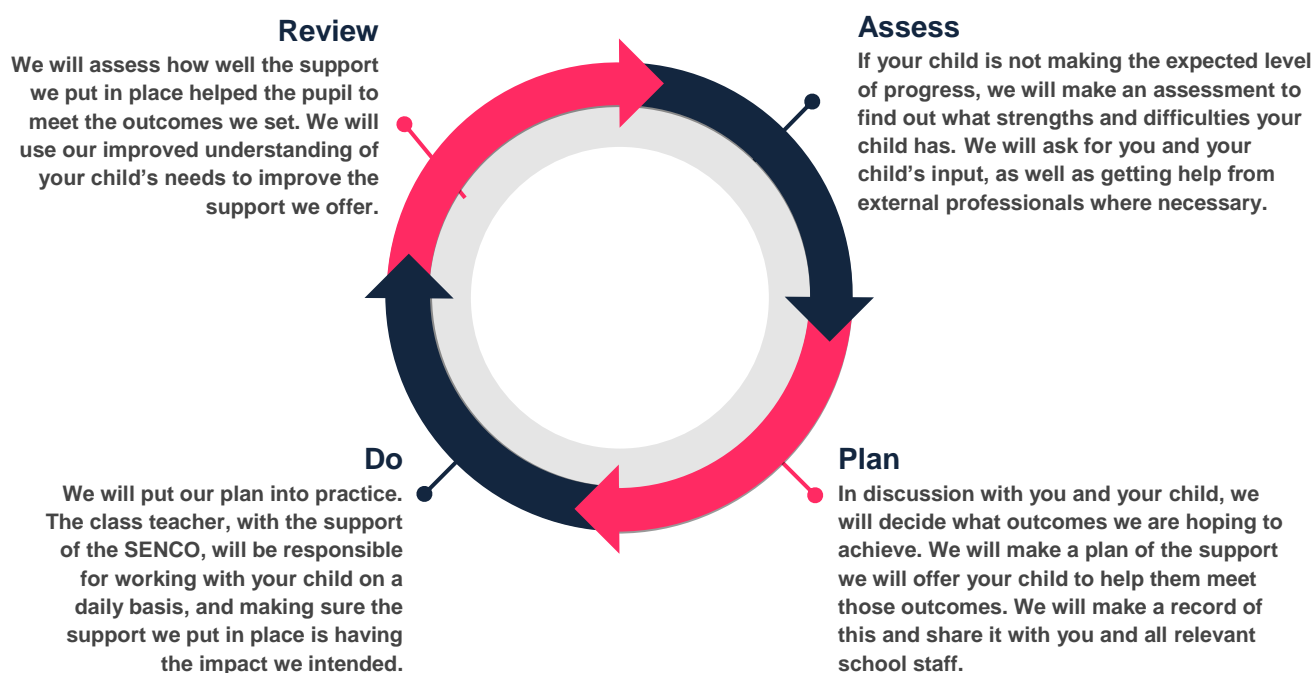 Review
We will assess how well the support
we put in place helped the pupil to
meet the outcomes we set. We will
use our improved understanding of
your child’s needs to improve the
support we offer.
Assess
If your child is not making the expected level
of progress, we will make an assessment to
find out what strengths and difficulties your
child has. We will ask for you and your
child’s input, as well as getting help from
external professionals where necessary.
Do
We will put our plan into practice.
The class teacher, with the support
of the SENCO, will be responsible
for working with your child on a
daily basis, and making sure the
support we put in place is having
the impact we intended.
Plan
In discussion with you and your child, we
will decide what outcomes we are hoping to
achieve. We will make a plan of the support
we will offer your child to help them meet
those outcomes. We will make a record of
this and share it with you and all relevant
school staff.